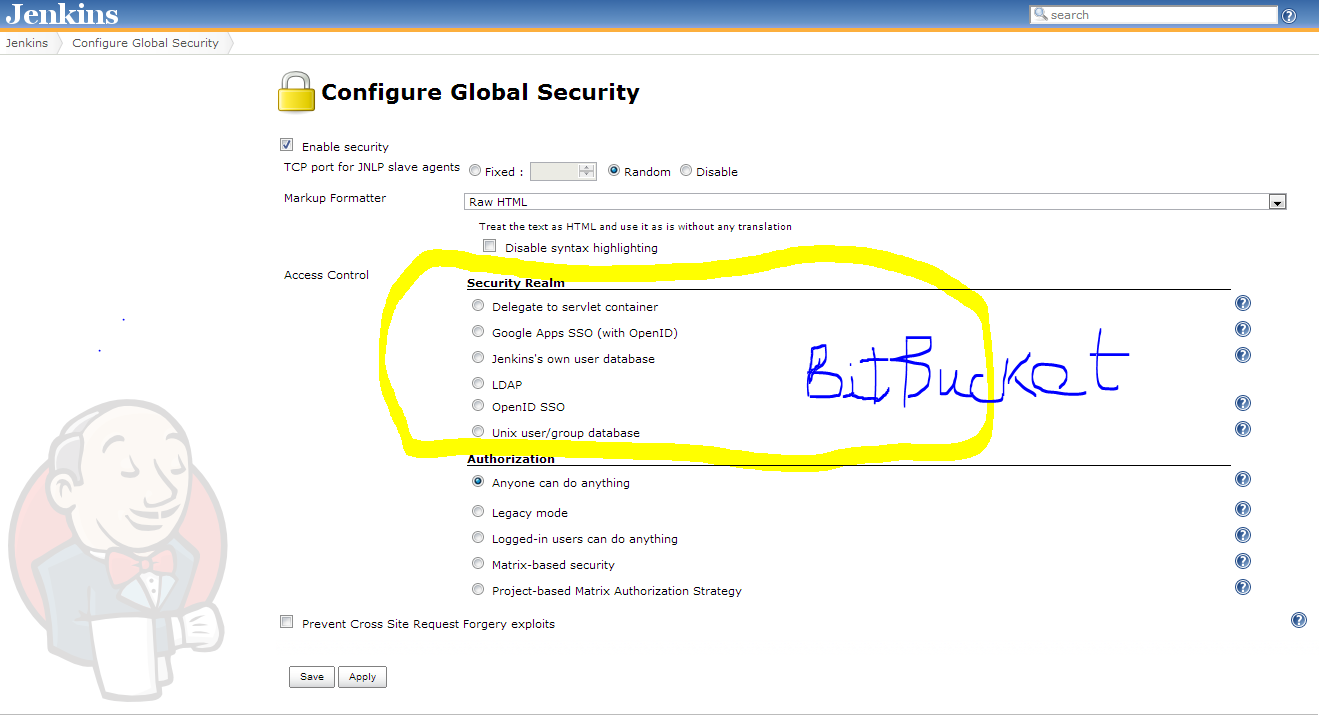 Jenkins
search
Jenkins Configure Global Security
Configure Global Security
Enable security
TCP port for JNLP slave agents Fixed : Random Disable
Markup Formatter Raw HTML
Treat the text as HTML and use it as is without any translation
Disable syntax highlighting
Access Control
Security Realm
Delegate to servlet container
Google Apps SSO (with OpenID)
Jenkins's own user database
BitBucket
LDAP
OpenID SSO
Unix user/group database
Authorization
Anyone can do anything
Legacy mode
Logged-in users can do anything
Matrix-based security
Project-based Matrix Authorization Strategy
Prevent Cross Site Request Forgery exploits
Save Apply